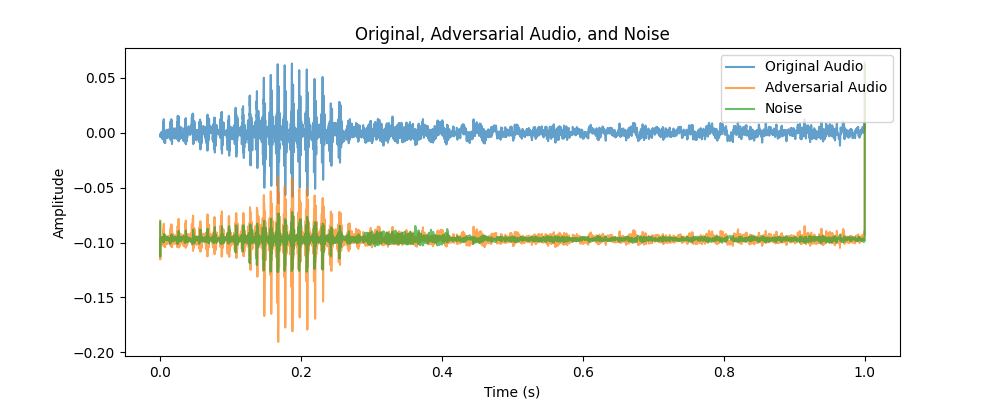 Original, Adversarial Audio, and Noise
Original Audio
Adversarial Audio
Noise
Amplitude
0.05
0.00
−0.05
−0.10
−0.15
−0.20
0.0 0.2 0.4 0.6 0.8 1.0
Time (s)